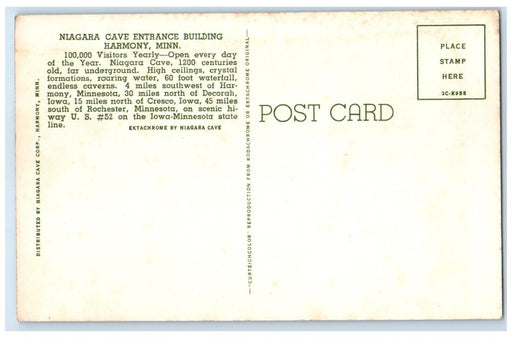 NIAGARA CAVE ENTRANCE BUILDING
HARMONY, MINN.
100,000 Visitors Yearly—Open every day
of the Year. Niagara Cave, 1200 centuries
old, far underground. High ceilings, crystal
formations, roaring water, 60 foot waterfall,
endless caverns. 4 miles southwest of Har-
mony, Minnesota, 30 miles north of Decorah,
Iowa, 15 miles north of Cresco, Iowa, 45 miles
south of Rochester, Minnesota, on scenic hi-
way U. S. #52 on the Iowa-Minnesota state
line.
EKTACHROME BY NIAGARA CAVE
DISTRIBUTED BY NIAGARA CAVE CORP., HARMONY, MINN.
"CURTEICHCOLOR" REPRODUCTION FROM KODACHROME OR EKTACHROME ORIGINAL
POST CARD
PLACE
STAMP
HERE